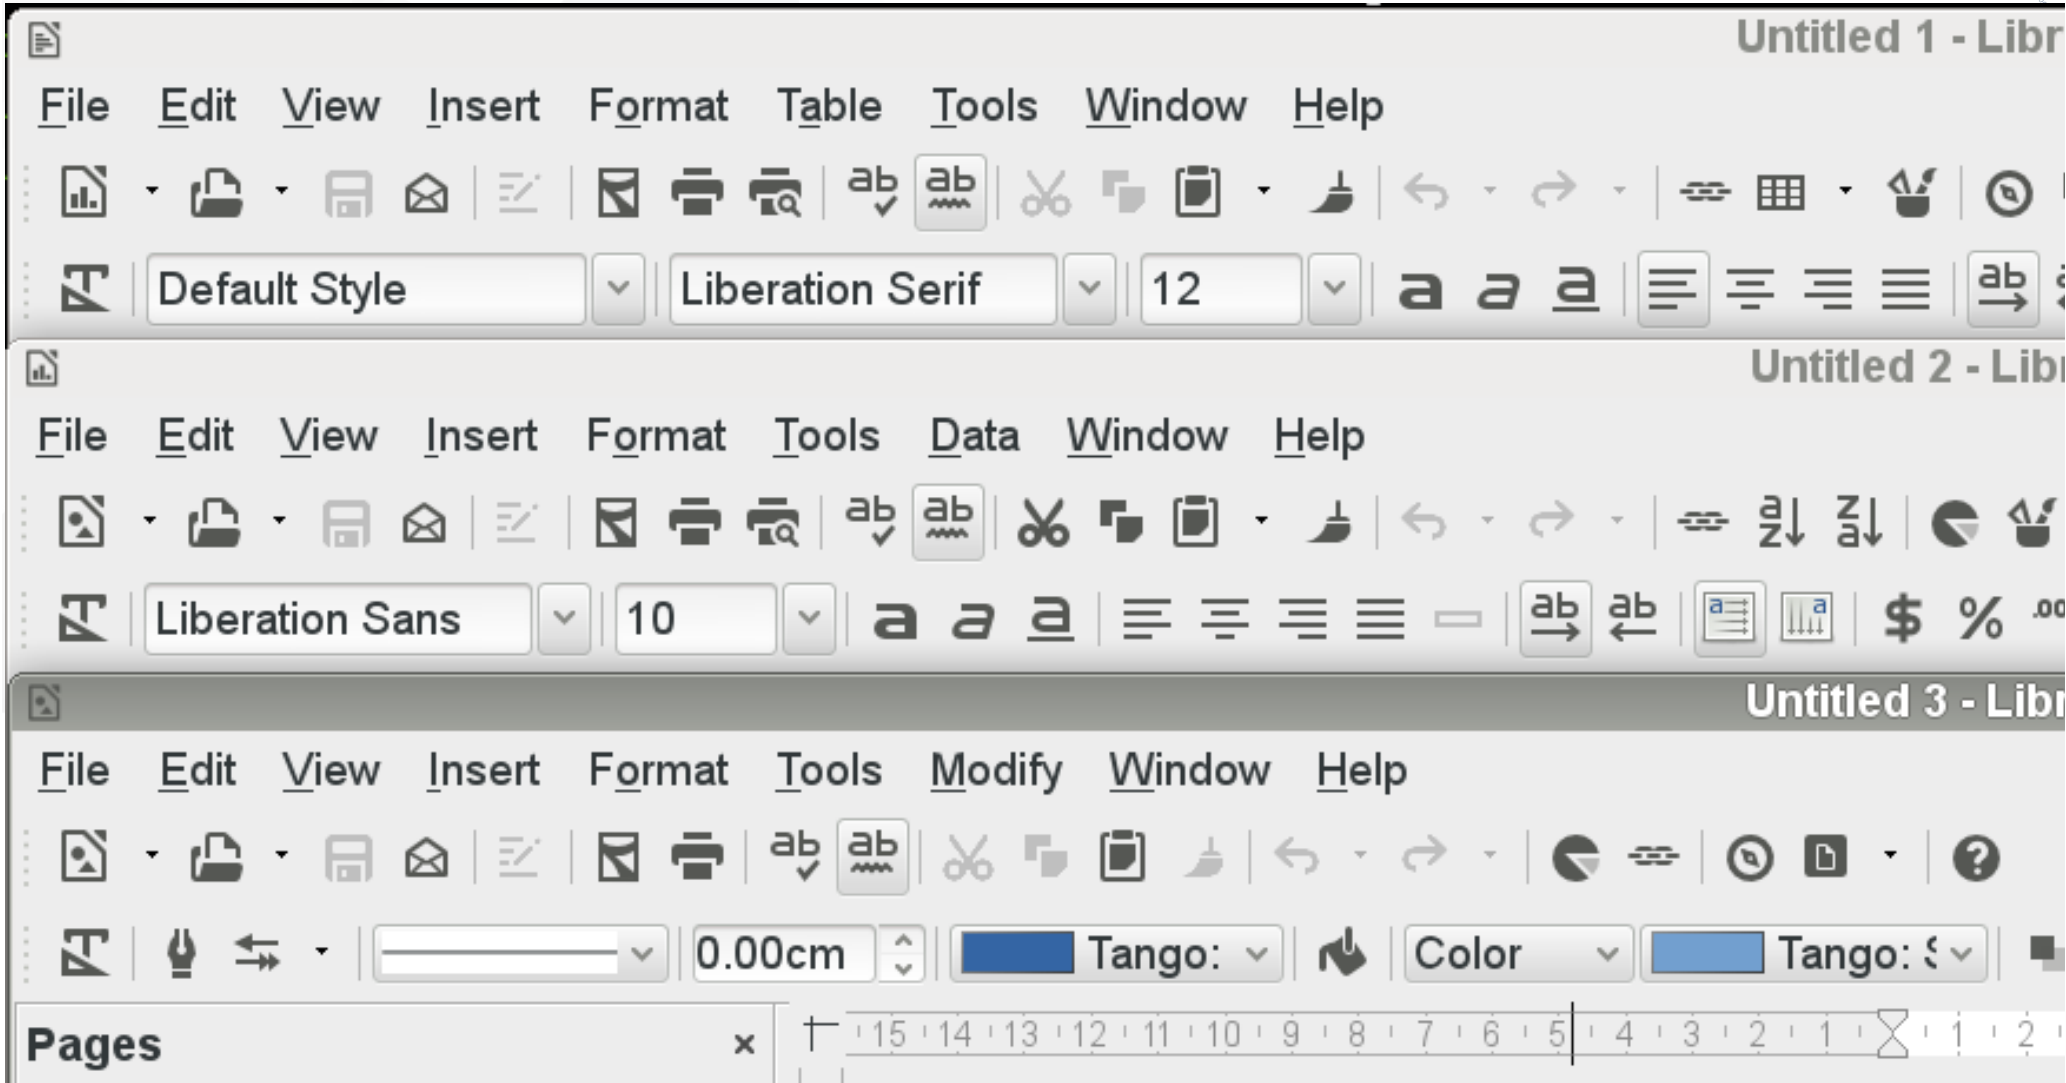 Untitled 1 - Libr
File Edit View Insert Format Table Tools Window Help
ab ab
Default Style Liberation Serif 12 a a a ab
Untitled 2 - Libr
File Edit View Insert Format Tools Data Window Help
ab ab a z z a
Liberation Sans 10 a a a ab ab a a $ % .00
Untitled 3 - Libr
File Edit View Insert Format Tools Modify Window Help
ab ab ?
0.00cm Tango: Color Tango: S
Pages × 15 14 13 12 11 10 9 8 7 6 5 4 3 2 1 1 2